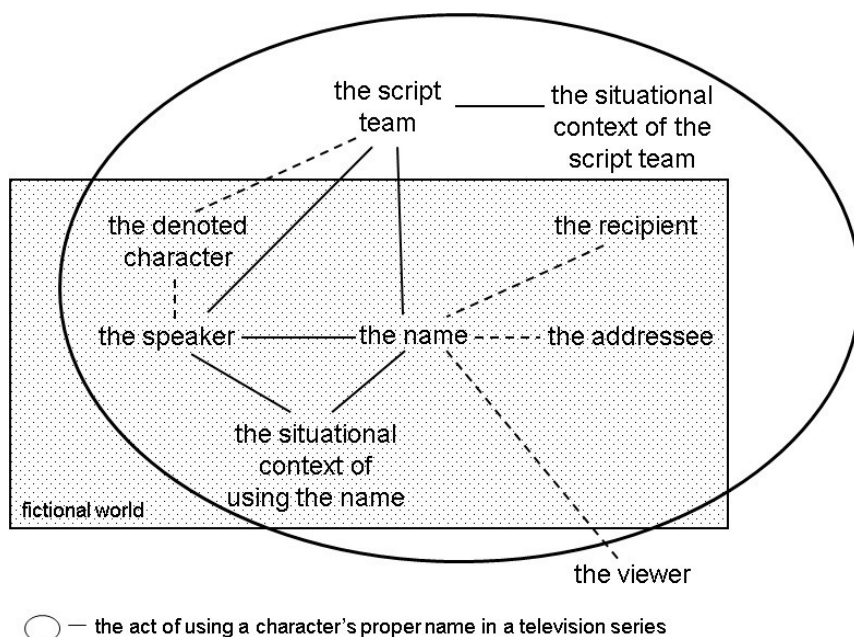 the script
team
the situational
context of the
script team
the denoted
character
the recipient
the speaker
the name
the addressee
the situational
context of
using the name
fictional world
the viewer
— the act of using a character's proper name in a television series